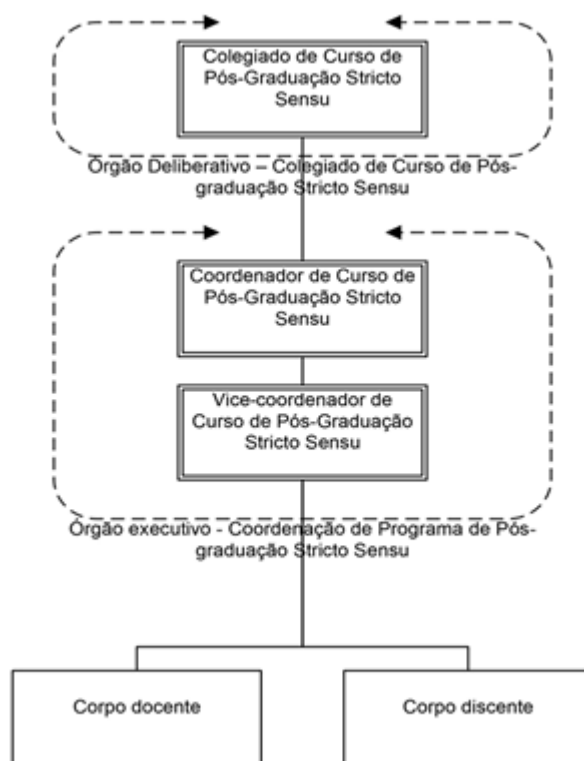 Colegiado de Curso de
Pós-Graduação Stricto
Sensu
Órgão Deliberativo – Colegiado de Curso de Pós-
graduação Stricto Sensu
Coordenador de Curso de
Pós-Graduação Stricto
Sensu
Vice-coordenador de
Curso de Pós-Graduação
Stricto Sensu
Órgão executivo - Coordenação de Programa de Pós-
graduação Stricto Sensu
Corpo docente
Corpo discente